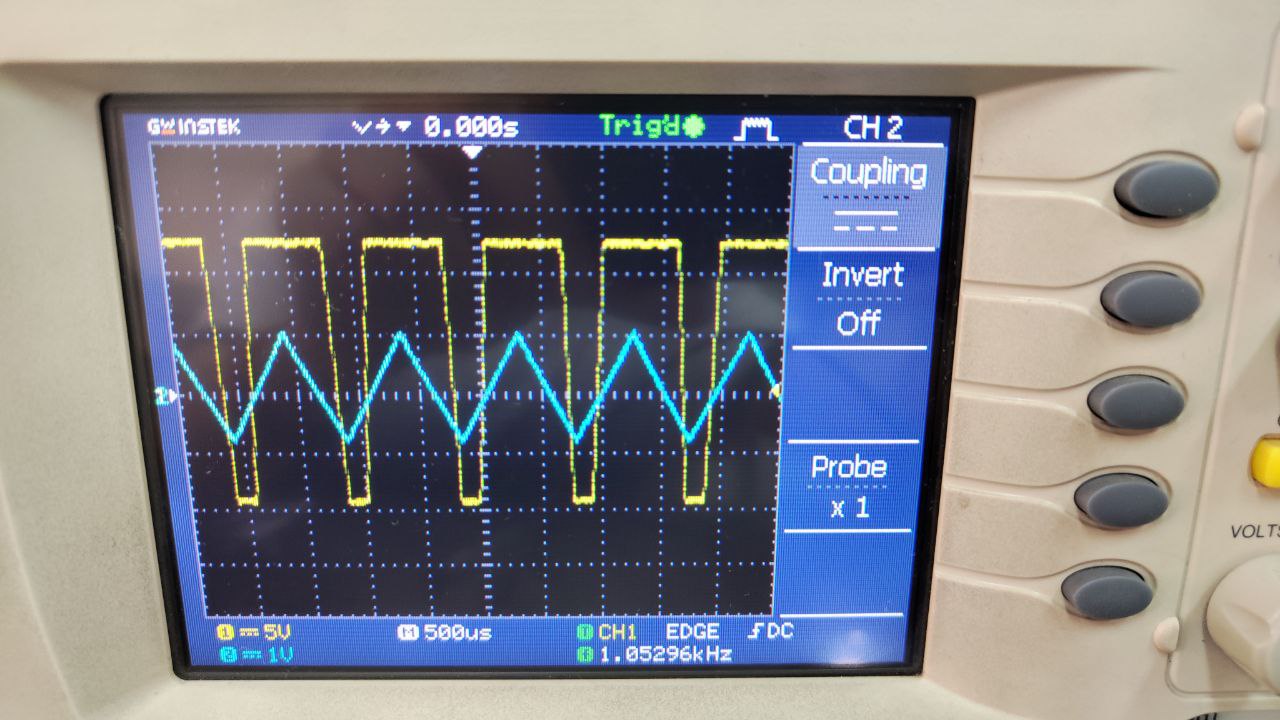 GW INSTEK 0.000s Trig'd CH 2
Coupling
Invert
Off
2
Probe
x 1
VOLTS
1 5V M 500us CH1 EDGE DC
2 1V 1.05296kHz